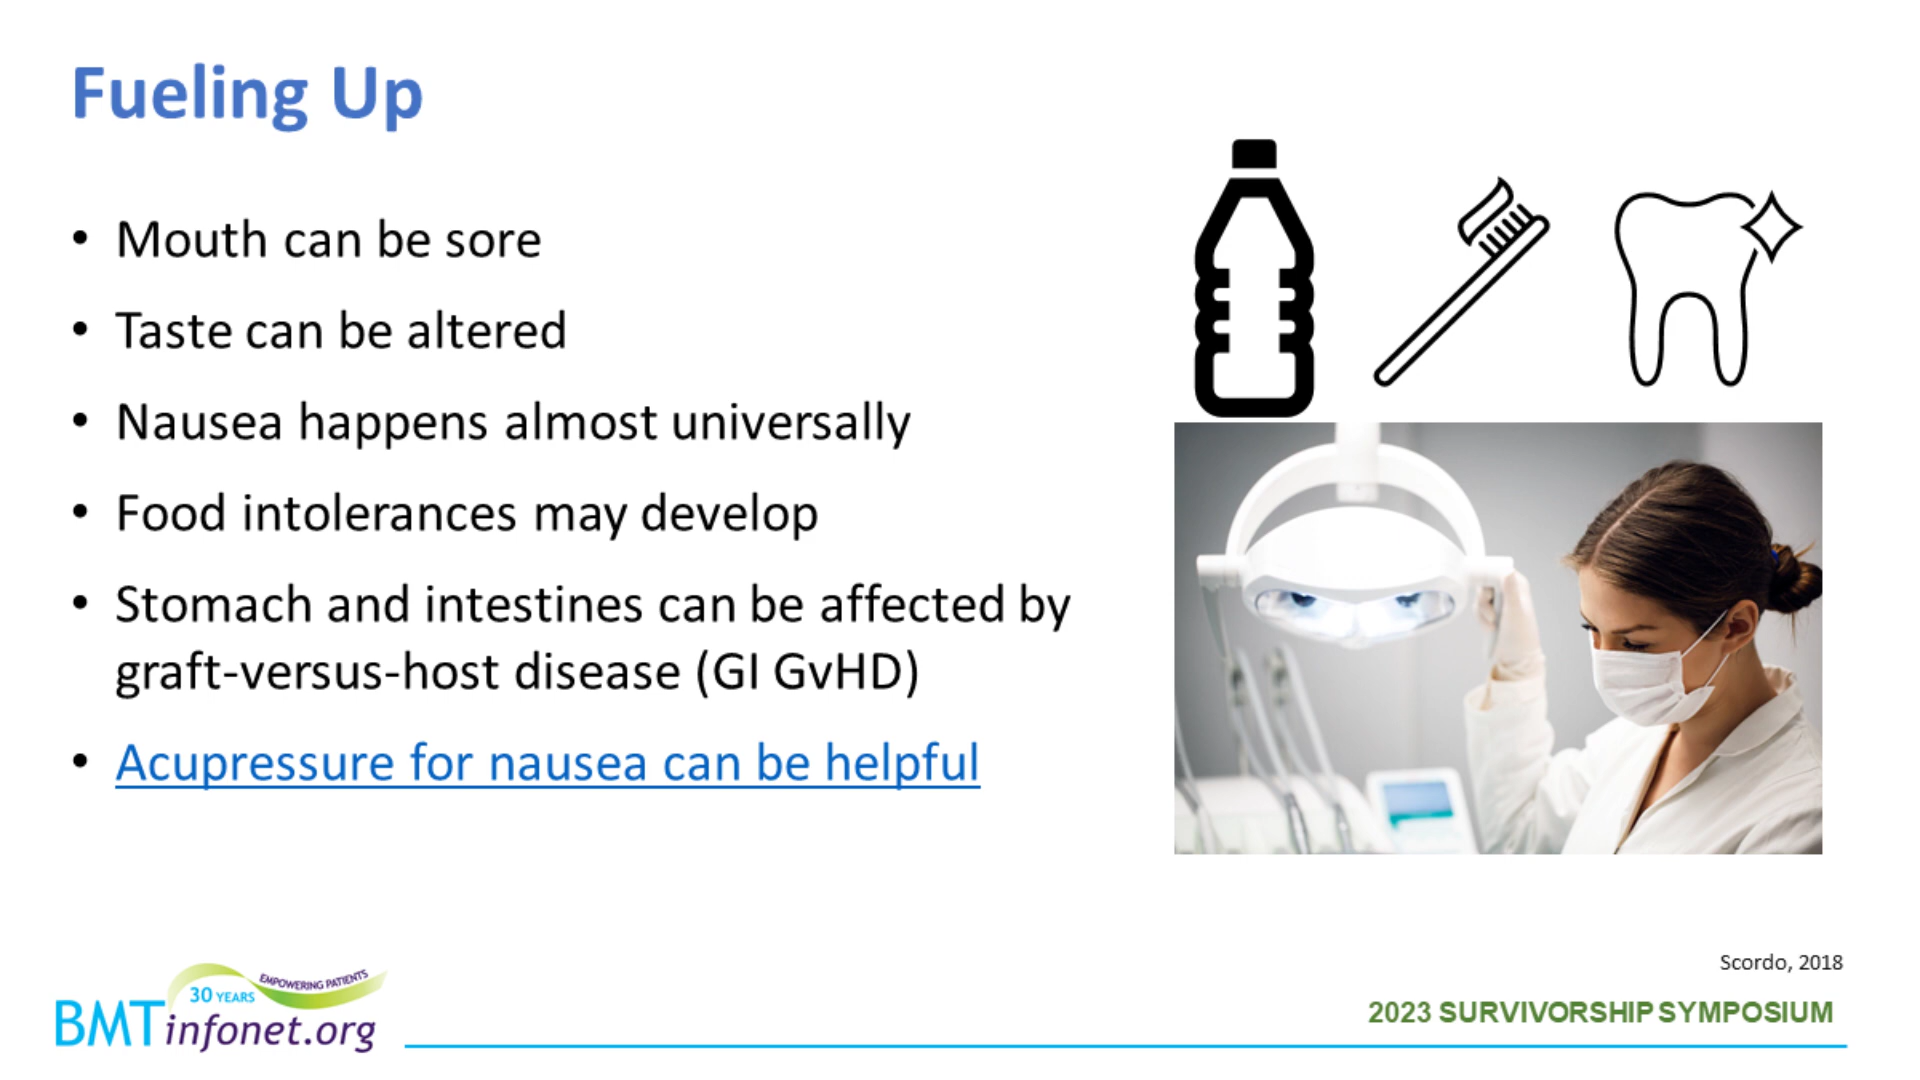 Fueling Up
• Mouth can be sore
• Taste can be altered
• Nausea happens almost universally
• Food intolerances may develop
• Stomach and intestines can be affected by
graft-versus-host disease (GI GvHD)
• Acupressure for nausea can be helpful
Scordo, 2018
30 YEARS
EMPOWERING PATIENTS
BMTinfonet.org
2023 SURVIVORSHIP SYMPOSIUM